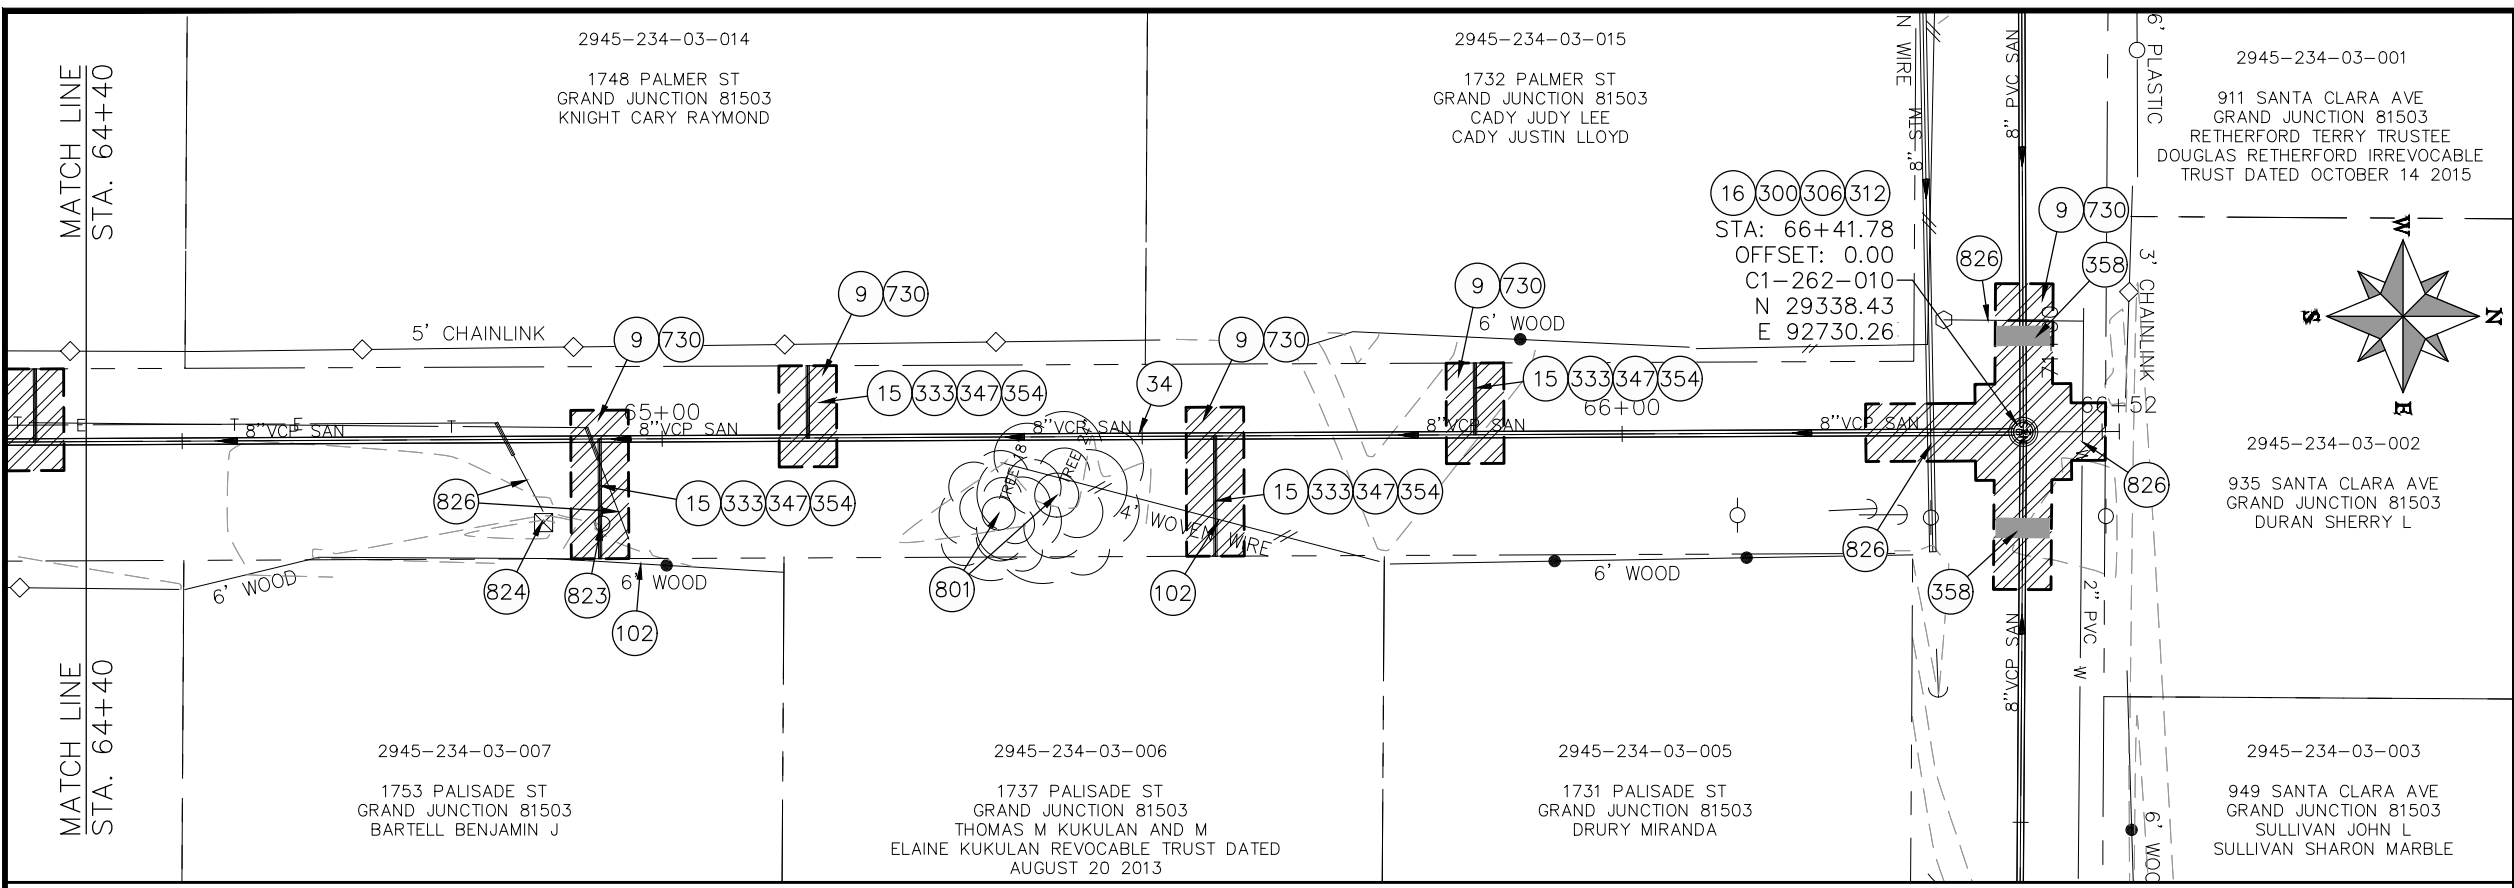 MATCH LINE
STA. 64+40
2945-234-03-014
1748 PALMER ST
GRAND JUNCTION 81503
KNIGHT CARY RAYMOND
2945-234-03-015
1732 PALMER ST
GRAND JUNCTION 81503
CADY JUDY LEE
CADY JUSTIN LLOYD
N WIRE
8" STM
8" PVC SAN
6' PLASTIC
2945-234-03-001
911 SANTA CLARA AVE
GRAND JUNCTION 81503
RETHERFORD TERRY TRUSTEE
DOUGLAS RETHERFORD IRREVOCABLE
TRUST DATED OCTOBER 14 2015
16 300 306 312
STA: 66+41.78
OFFSET: 0.00
C1-262-010
N 29338.43
E 92730.26
826
9 730
358
3' CHAINLINK
W
S
N
E
5' CHAINLINK
9 730
9 730
9 730
9 730
6' WOOD
15 333 347 354
34
15 333 347 354
65+00
66+00
66+52
T E T E T
8"VCP SAN
8"VCP SAN
8"VCP SAN
8"VCP SAN
8"VCP SAN
TREE 18"
TREE 24"
826
15 333 347 354
15 333 347 354
4' WOVEN WIRE
826
826
W
824
823
102
801
102
358
6' WOOD
6' WOOD
6' WOOD
8"VCP SAN
2" PVC
W
2945-234-03-002
935 SANTA CLARA AVE
GRAND JUNCTION 81503
DURAN SHERRY L
MATCH LINE
STA. 64+40
2945-234-03-007
1753 PALISADE ST
GRAND JUNCTION 81503
BARTELL BENJAMIN J
2945-234-03-006
1737 PALISADE ST
GRAND JUNCTION 81503
THOMAS M KUKULAN AND M
ELAINE KUKULAN REVOCABLE TRUST DATED
AUGUST 20 2013
2945-234-03-005
1731 PALISADE ST
GRAND JUNCTION 81503
DRURY MIRANDA
6' WOO
2945-234-03-003
949 SANTA CLARA AVE
GRAND JUNCTION 81503
SULLIVAN JOHN L
SULLIVAN SHARON MARBLE